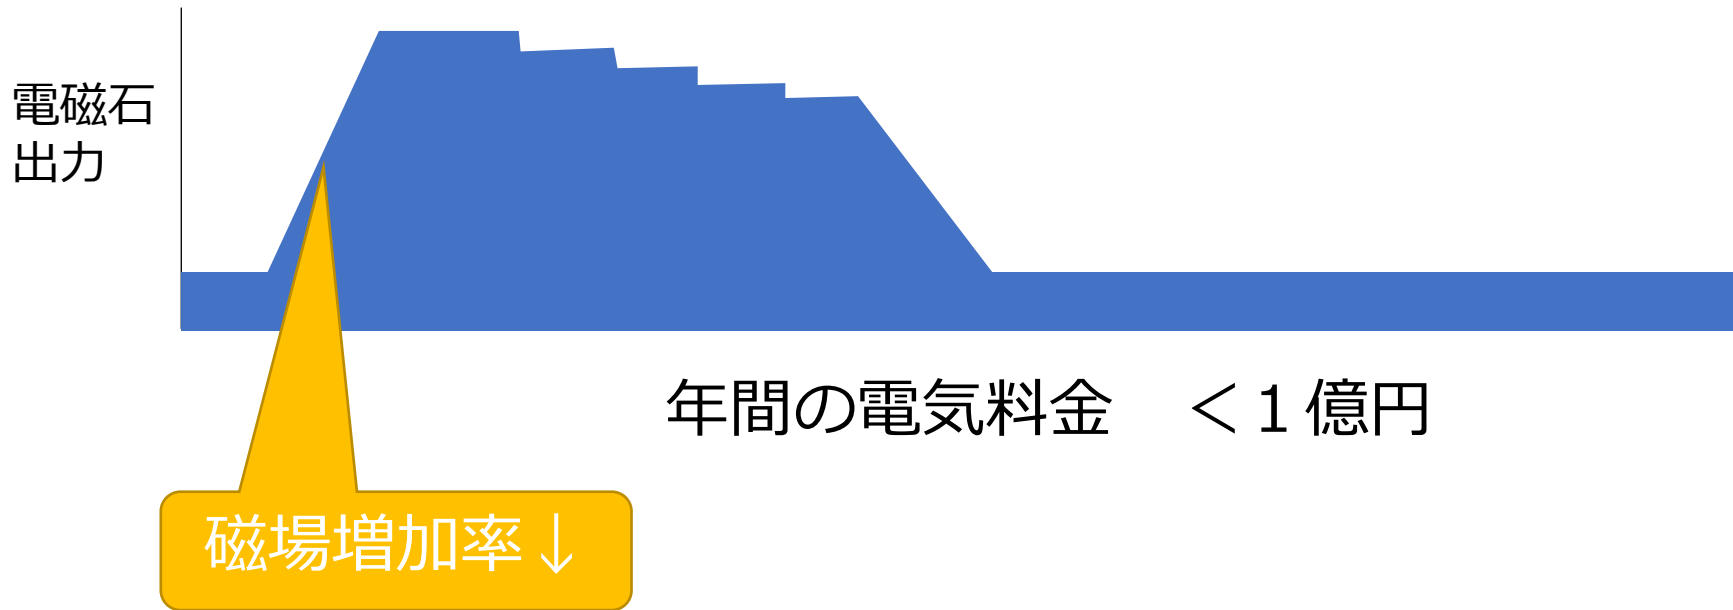 電磁石
出力
年間の電気料金　＜１億円
磁場増加率↓